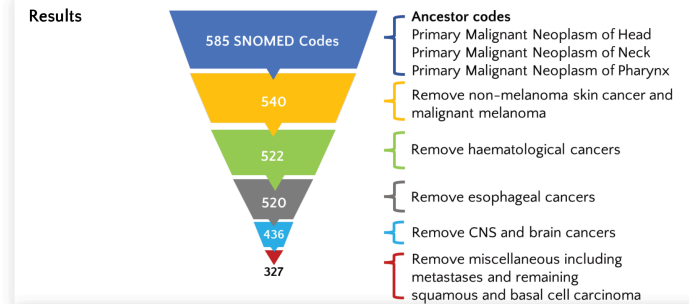 Results
585 SNOMED Codes
Ancestor codes
Primary Malignant Neoplasm of Head
Primary Malignant Neoplasm of Neck
Primary Malignant Neoplasm of Pharynx
540
Remove non-melanoma skin cancer and
malignant melanoma
522
Remove haematological cancers
520
Remove esophageal cancers
436
Remove CNS and brain cancers
327
Remove miscellaneous including
metastases and remaining
squamous and basal cell carcinoma